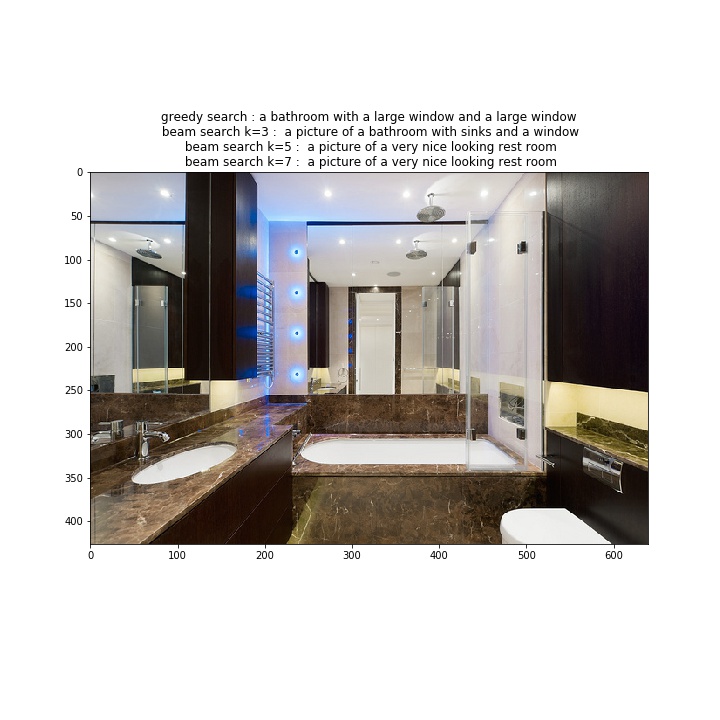 greedy search : a bathroom with a large window and a large window
beam search k=3 :  a picture of a bathroom with sinks and a window
beam search k=5 :  a picture of a very nice looking rest room
beam search k=7 :  a picture of a very nice looking rest room
0
50
100
150
200
250
300
350
400
0 100 200 300 400 500 600